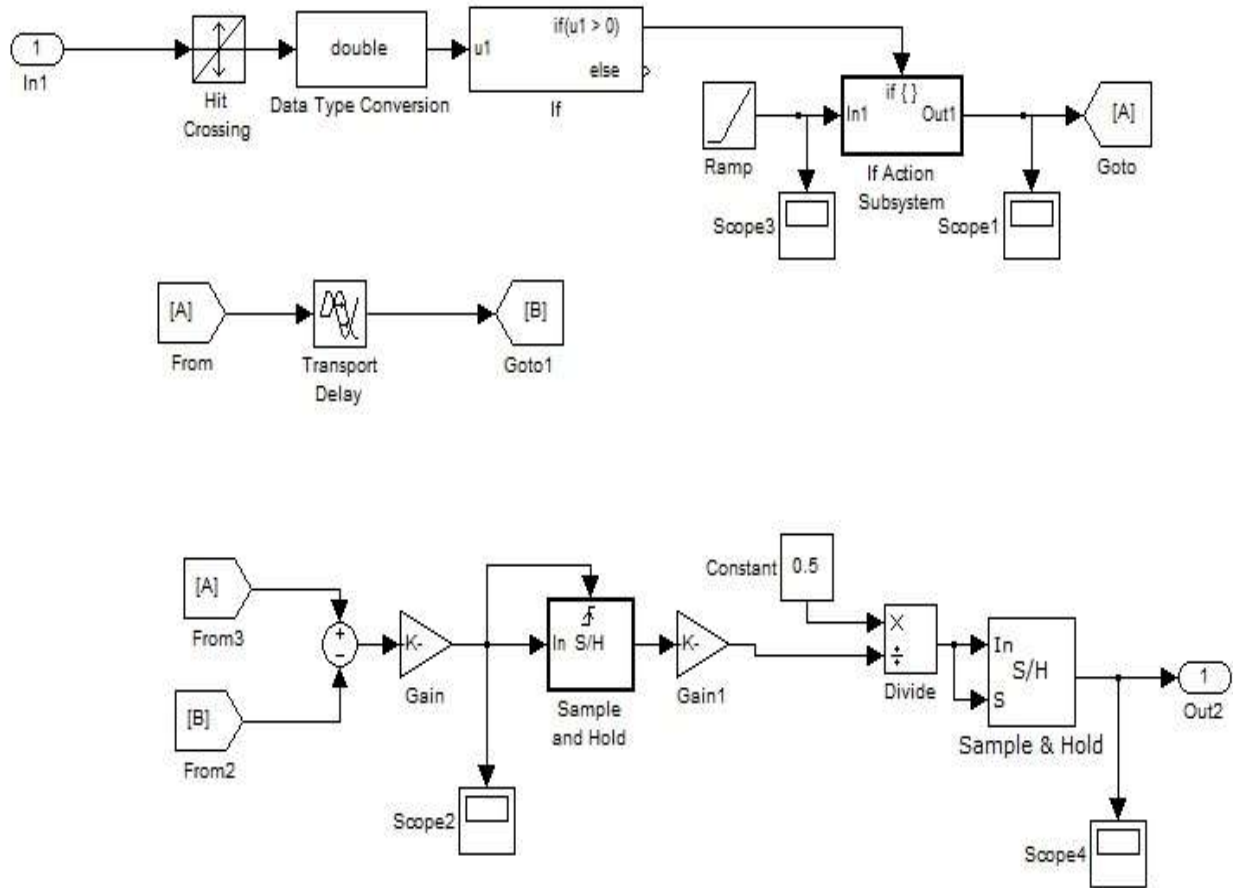 1
In1
Hit
Crossing
double
Data Type Conversion
u1
if(u1 > 0)
else
If
Ramp
Scope3
if { }
In1
Out1
If Action
Subsystem
Scope1
[A]
Goto
[A]
From
Transport
Delay
[B]
Goto1
[A]
From3
+
−
[B]
From2
K-
Gain
Scope2
In S/H
Sample
and Hold
K-
Gain1
Constant
0.5
×
÷
Divide
In
S/H
S
Sample & Hold
1
Out2
Scope4